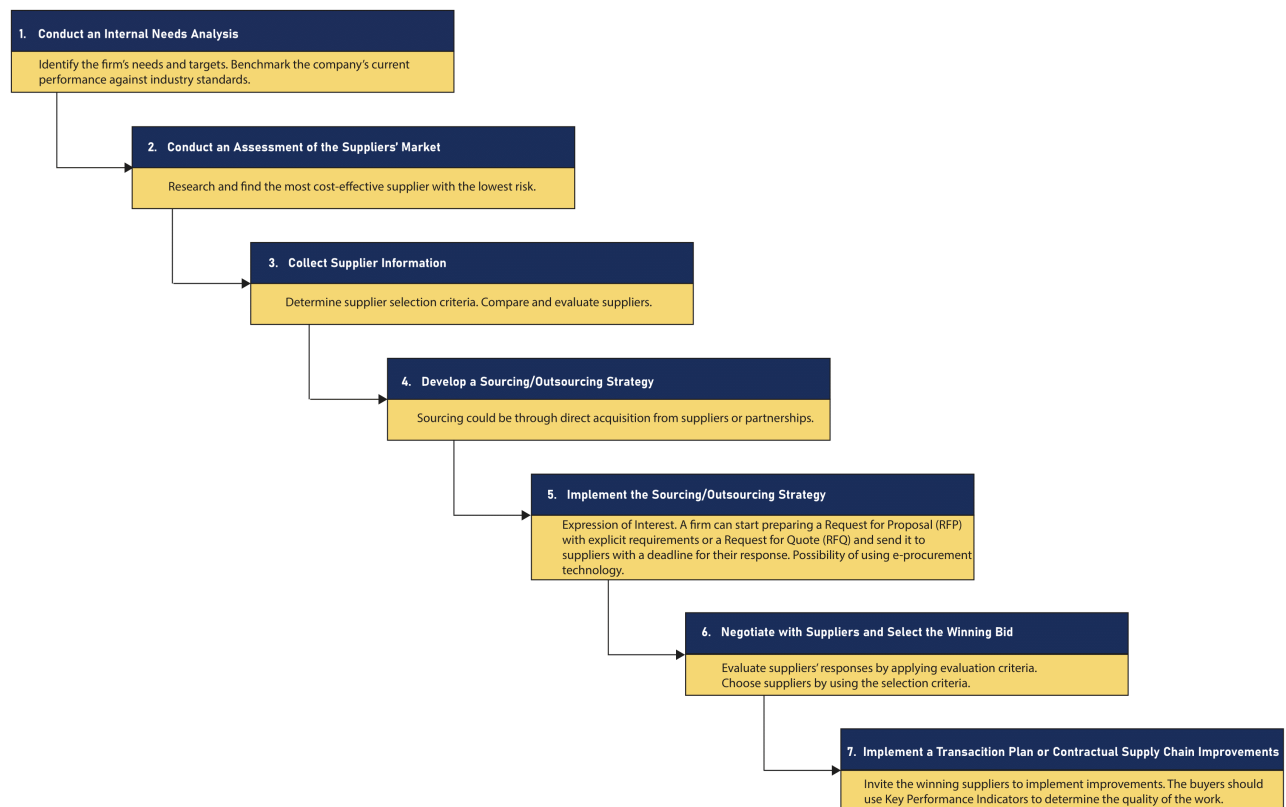 1. Conduct an Internal Needs Analysis
Identify the firm's needs and targets. Benchmark the company's current
performance against industry standards.
2. Conduct an Assessment of the Suppliers' Market
Research and find the most cost-effective supplier with the lowest risk.
3. Collect Supplier Information
Determine supplier selection criteria. Compare and evaluate suppliers.
4. Develop a Sourcing/Outsourcing Strategy
Sourcing could be through direct acquisition from suppliers or partnerships.
5. Implement the Sourcing/Outsourcing Strategy
Expression of Interest. A firm can start preparing a Request for Proposal (RFP)
with explicit requirements or a Request for Quote (RFQ) and send it to
suppliers with a deadline for their response. Possibility of using e-procurement
technology.
6. Negotiate with Suppliers and Select the Winning Bid
Evaluate suppliers' responses by applying evaluation criteria.
Choose suppliers by using the selection criteria.
7. Implement a Transacition Plan or Contractual Supply Chain Improvements
Invite the winning suppliers to implement improvements. The buyers should
use Key Performance Indicators to determine the quality of the work.